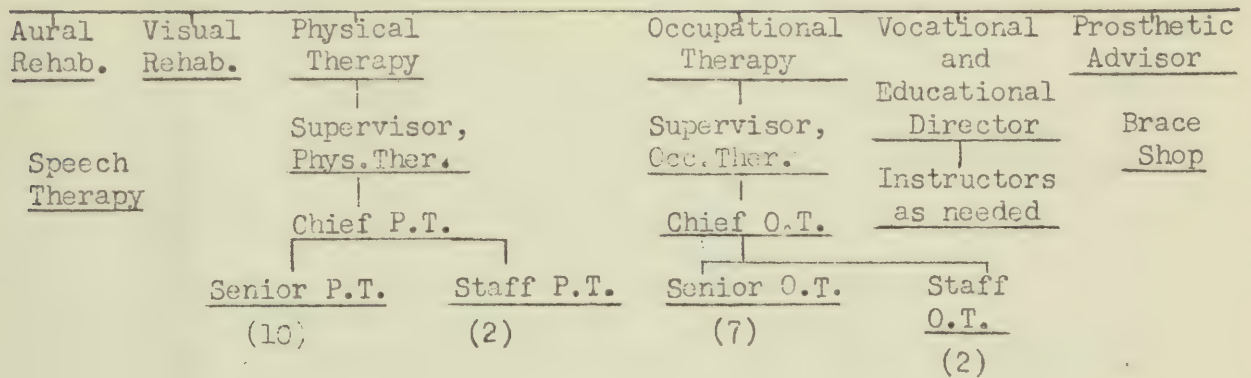 Aural Rehab.
Visual Rehab.
Physical Therapy
Occupational Therapy
Vocational and Educational Director
Prosthetic Advisor
Speech Therapy
Supervisor, Phys.Ther.
Supervisor, Occ.Ther.
Instructors as needed
Brace Shop
Chief P.T.
Chief O.T.
Senior P.T.
(10)
Staff P.T.
(2)
Senior O.T.
(7)
Staff O.T.
(2)